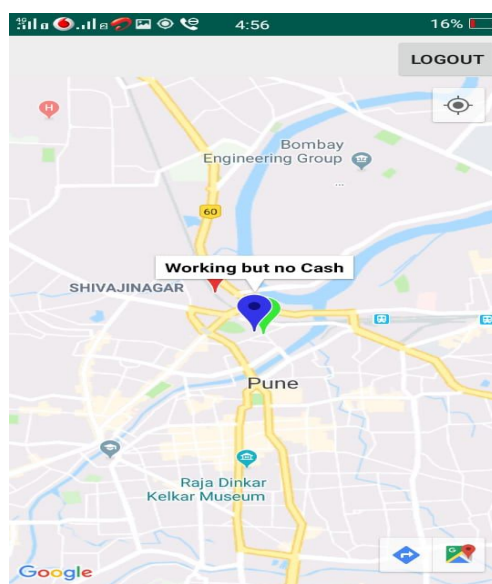 4:56
16%
LOGOUT
H
Bombay
Engineering Group
...
60
Working but no Cash
SHIVAJINAGAR
Pune
Raja Dinkar
Kelkar Museum
Google